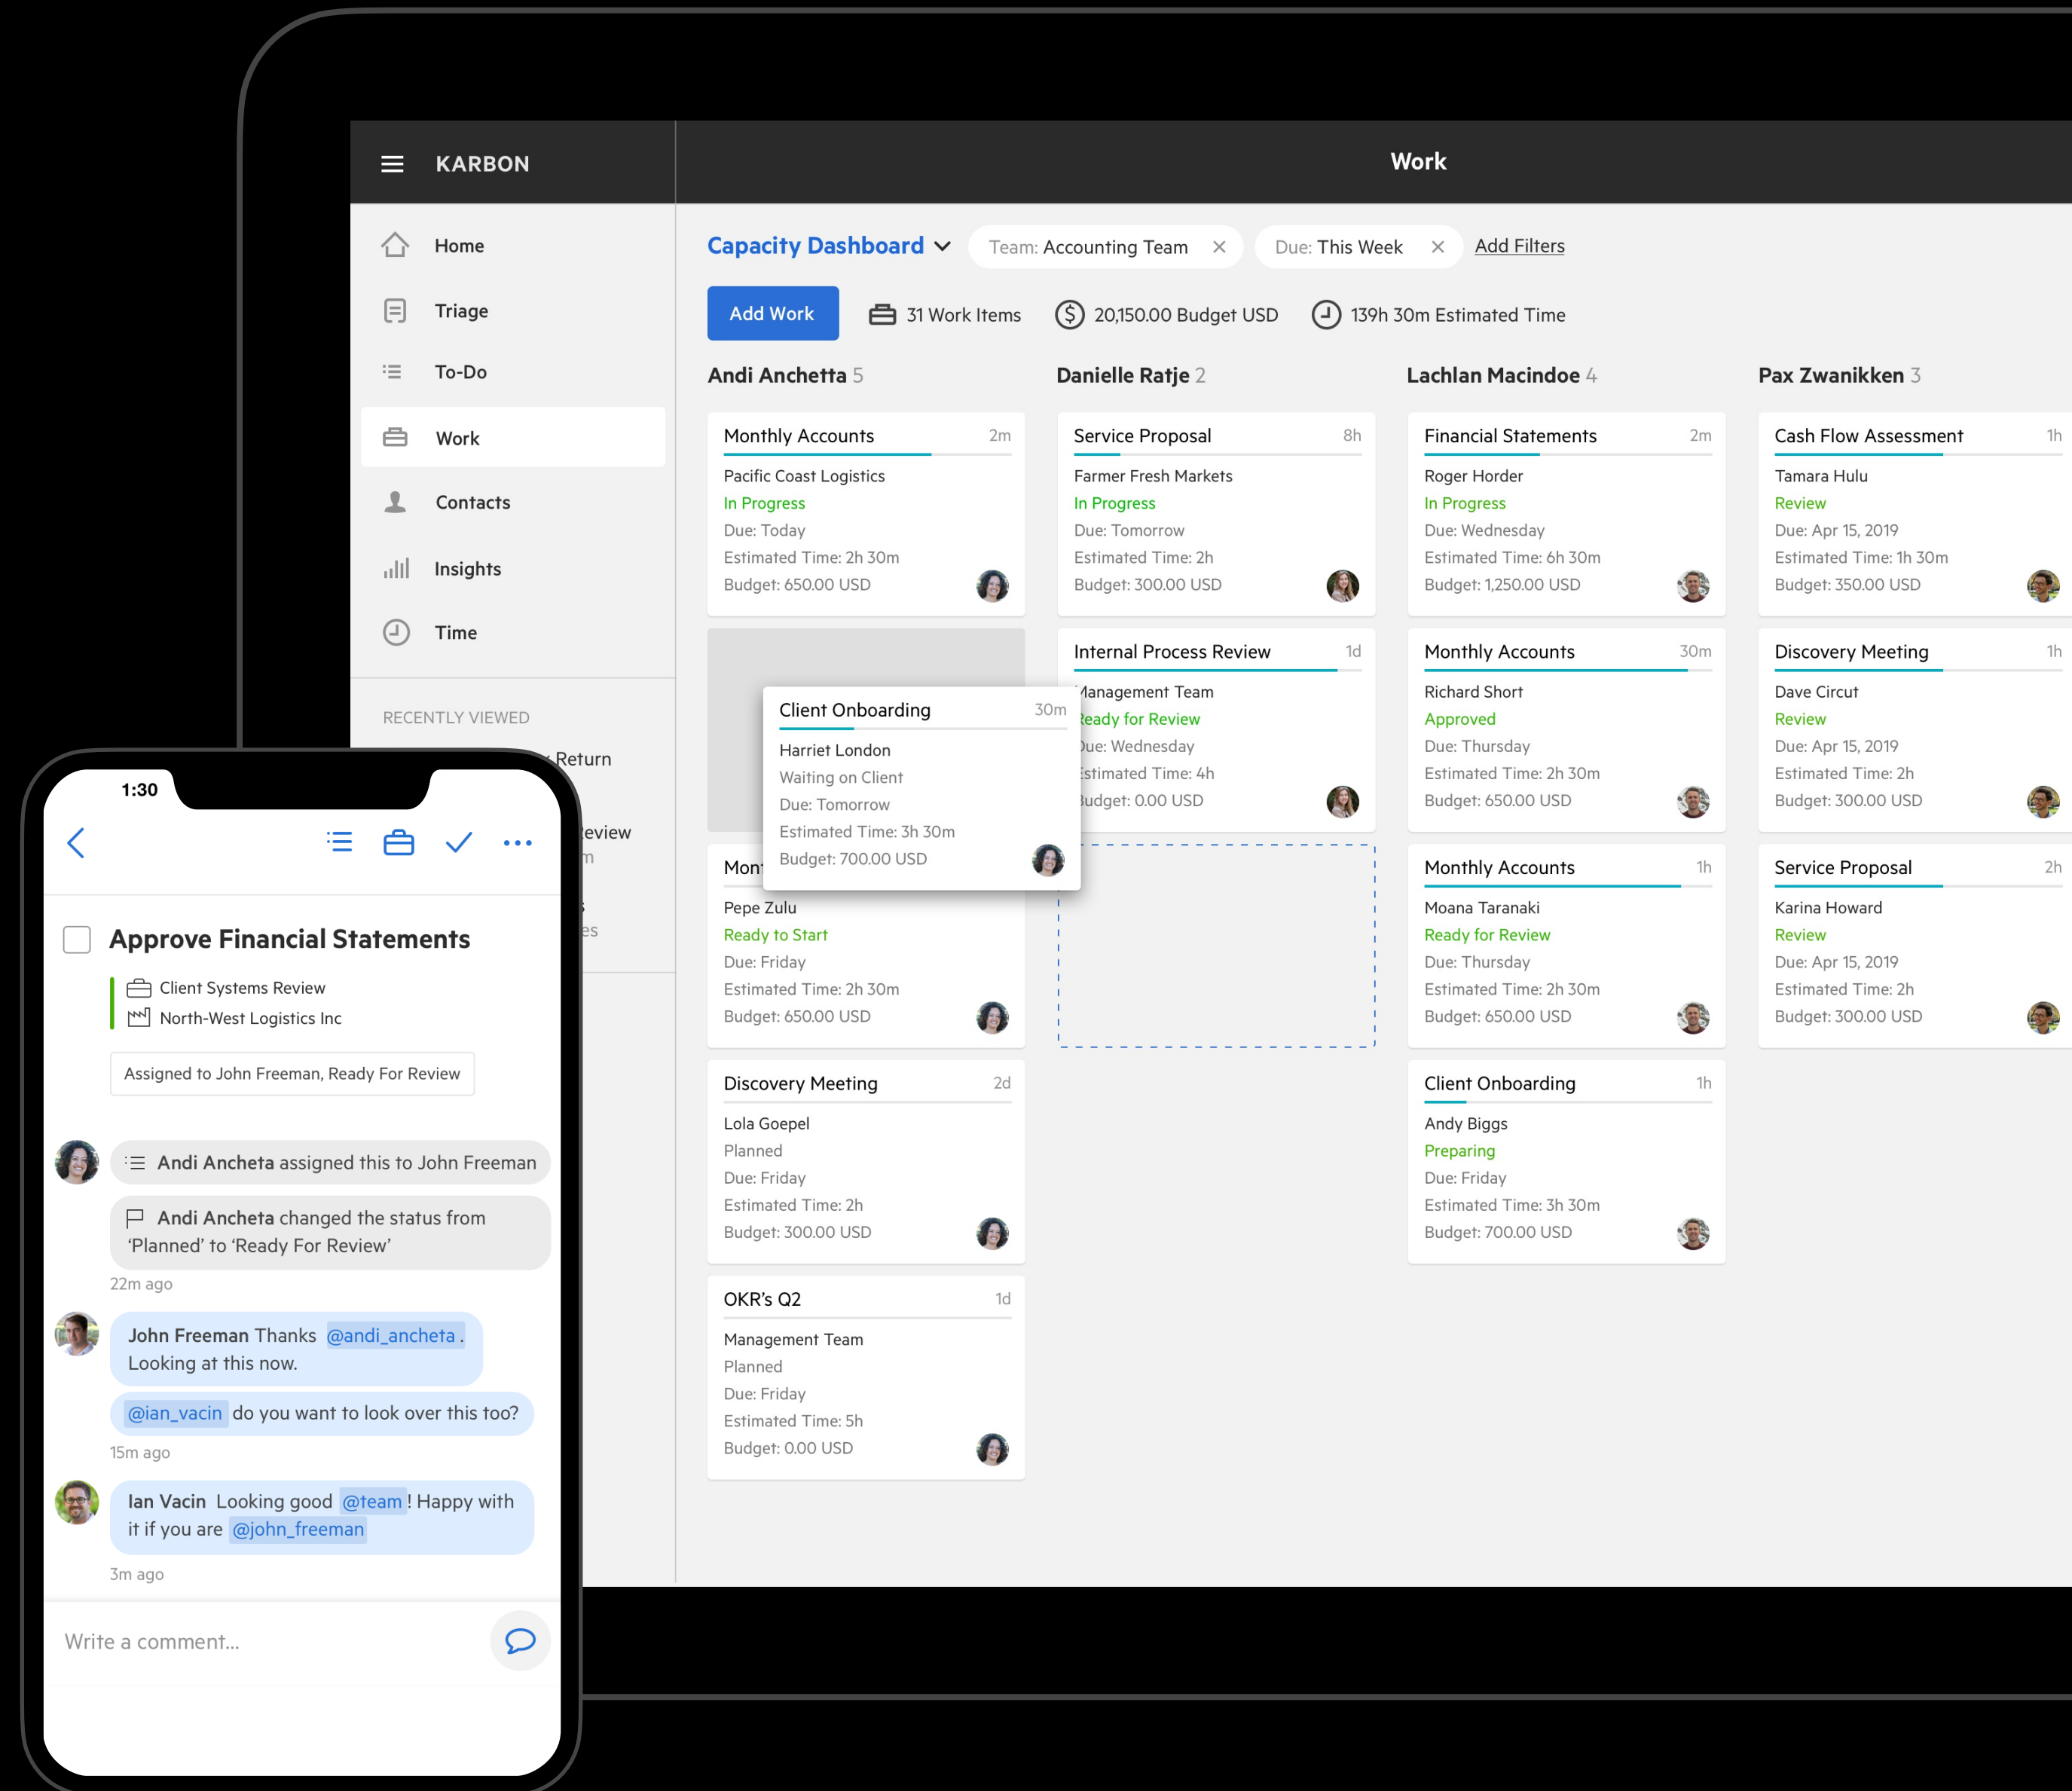 KARBON
Work
Home
Triage
To-Do
Work
Contacts
Insights
Time
RECENTLY VIEWED
Return
Capacity Dashboard
Team: Accounting Team
Due: This Week
Add Filters
Add Work
31 Work Items
20,150.00 Budget USD
139h 30m Estimated Time
Andi Anchetta 5
Monthly Accounts 2m
Pacific Coast Logistics
In Progress
Due: Today
Estimated Time: 2h 30m
Budget: 650.00 USD
Client Onboarding 30m
Harriet London
Waiting on Client
Due: Tomorrow
Estimated Time: 3h 30m
Budget: 700.00 USD
Pepe Zulu
Ready to Start
Due: Friday
Estimated Time: 2h 30m
Budget: 650.00 USD
Discovery Meeting 2d
Lola Goepel
Planned
Due: Friday
Estimated Time: 2h
Budget: 300.00 USD
OKR’s Q2 1d
Management Team
Planned
Due: Friday
Estimated Time: 5h
Budget: 0.00 USD
Danielle Ratje 2
Service Proposal 8h
Farmer Fresh Markets
In Progress
Due: Tomorrow
Estimated Time: 2h
Budget: 300.00 USD
Internal Process Review 1d
Management Team
Ready for Review
Due: Wednesday
Estimated Time: 4h
Budget: 0.00 USD
Lachlan Macindoe 4
Financial Statements 2m
Roger Horder
In Progress
Due: Wednesday
Estimated Time: 6h 30m
Budget: 1,250.00 USD
Monthly Accounts 30m
Richard Short
Approved
Due: Thursday
Estimated Time: 2h 30m
Budget: 650.00 USD
Monthly Accounts 1h
Moana Taranaki
Ready for Review
Due: Thursday
Estimated Time: 2h 30m
Budget: 650.00 USD
Client Onboarding 1h
Andy Biggs
Preparing
Due: Friday
Estimated Time: 3h 30m
Budget: 700.00 USD
Pax Zwanikken 3
Cash Flow Assessment 1h
Tamara Hulu
Review
Due: Apr 15, 2019
Estimated Time: 1h 30m
Budget: 350.00 USD
Discovery Meeting 1h
Dave Circut
Review
Due: Apr 15, 2019
Estimated Time: 2h
Budget: 300.00 USD
Service Proposal 2h
Karina Howard
Review
Due: Apr 15, 2019
Estimated Time: 2h
Budget: 300.00 USD
1:30
Approve Financial Statements
Client Systems Review
North-West Logistics Inc
Assigned to John Freeman, Ready For Review
Andi Ancheta assigned this to John Freeman
Andi Ancheta changed the status from
‘Planned’ to ‘Ready For Review’
22m ago
John Freeman Thanks @andi_ancheta.
Looking at this now.
@ian_vacin do you want to look over this too?
15m ago
Ian Vacin Looking good @team! Happy with
it if you are @john_freeman
3m ago
Write a comment...